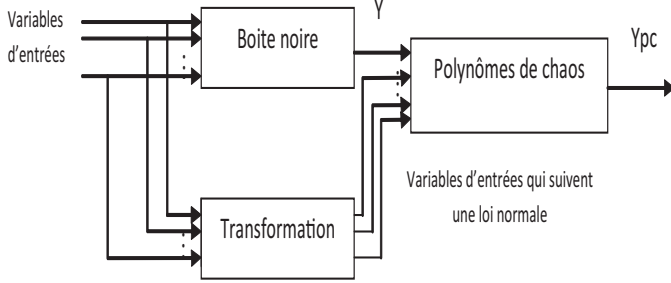 Variables
d'entrées
Boite noire
Y
Polynômes de chaos
Ypc
Transformation
Variables d'entrées qui suivent
une loi normale